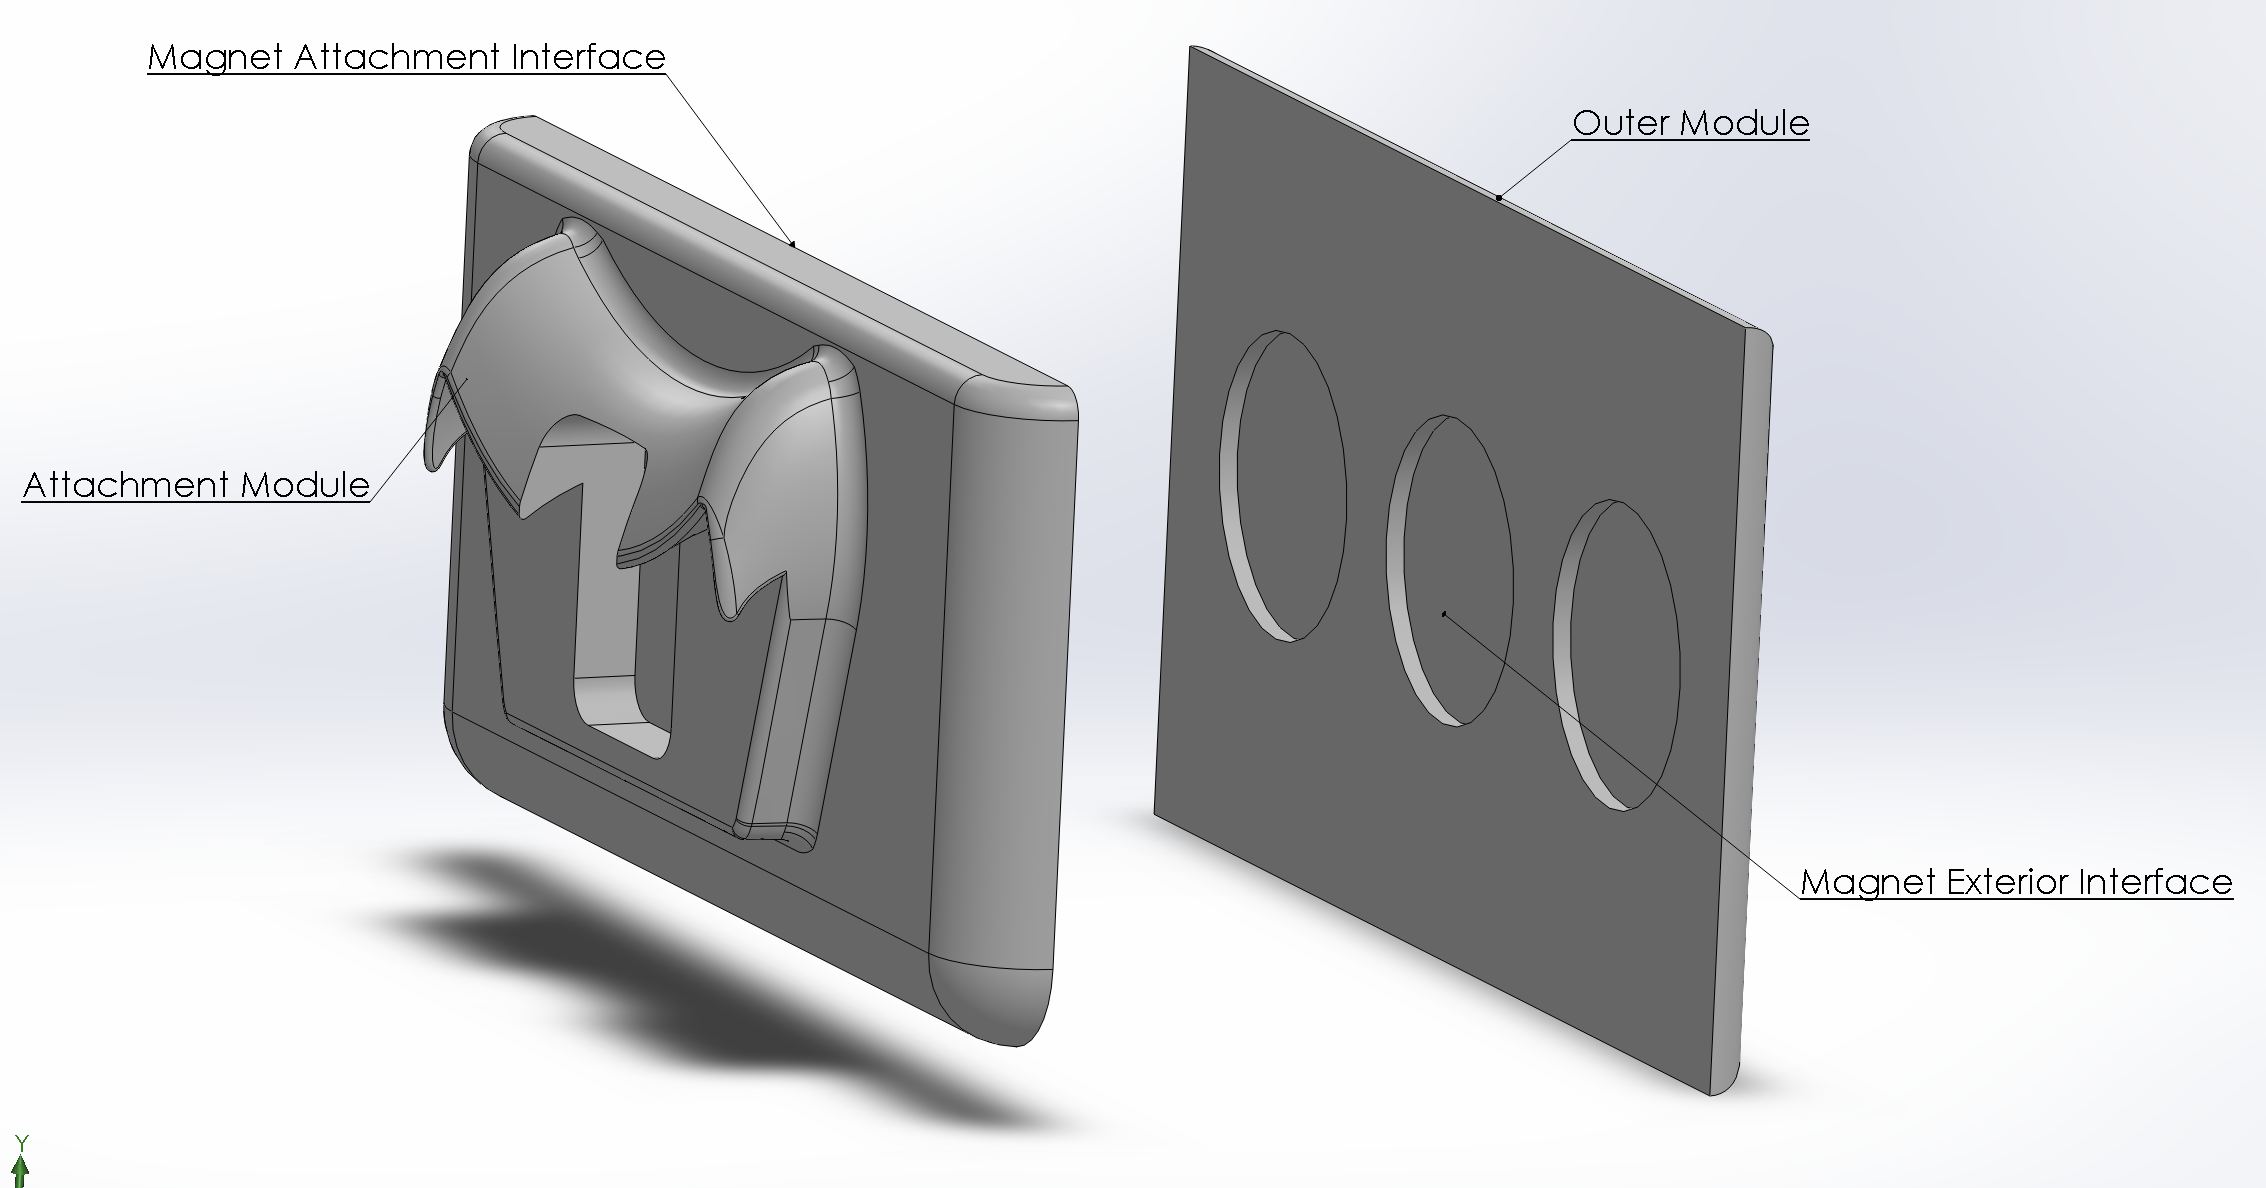 Magnet Attachment Interface
Outer Module
Attachment Module
Magnet Exterior Interface
Y